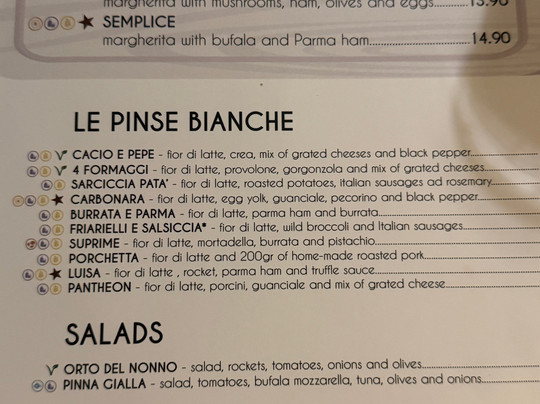 margherita with mushrooms, ham, olives and eggs 13.90
SEMPLICE
margherita with bufala and Parma ham 14.90
LE PINSE BIANCHE
CACIO E PEPE - fior di latte, crea, mix of grated cheeses and black pepper
4 FORMAGGI - fior di latte, provolone, gorgonzola and mix of grated cheeses
SARCICCIA PATA' - fior di latte, roasted potatoes, italian sausages ad rosemary
CARBONARA - fior di latte, egg yolk, guanciale, pecorino and black pepper
BURRATA E PARMA - fior di latte, parma ham and burrata
FRIARIELLI E SALSICCIA* - fior di latte, wild broccoli and Italian sausages
SUPRIME - fior di latte, mortadella, burrata and pistachio
PORCHETTA - fior di latte and 200gr of home-made roasted pork
LUISA - fior di latte , rocket, parma ham and truffle sauce
PANTHEON - fior di latte, porcini, guanciale and mix of grated cheese
SALADS
ORTO DEL NONNO - salad, rockets, tomatoes, onions and olives
PINNA GIALLA - salad, tomatoes, bufala mozzarella, tuna, olives and onions